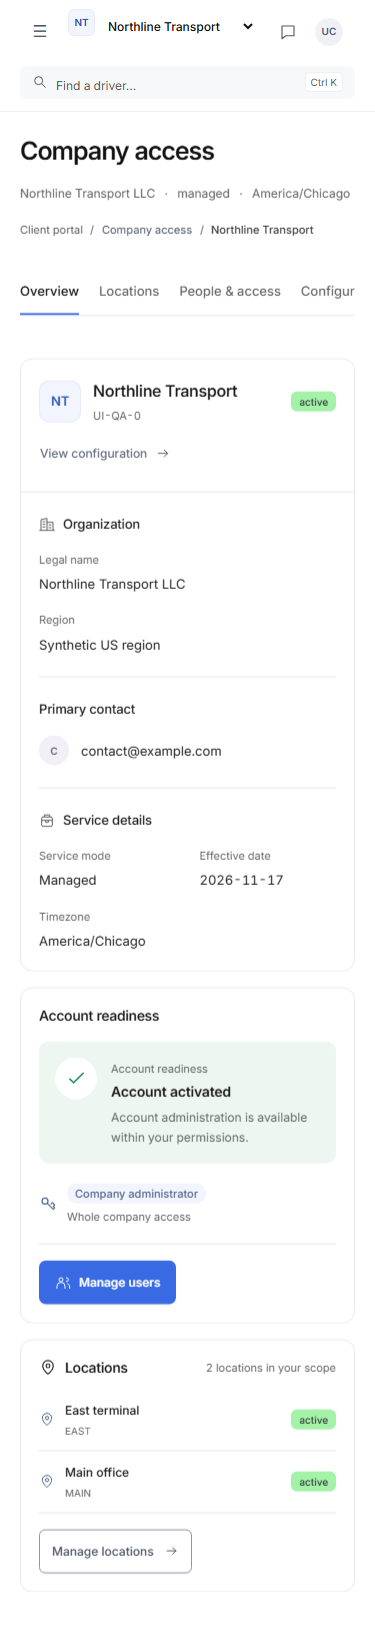 NT Northline Transport UC
Find a driver... Ctrl K
Company access
Northline Transport LLC · managed · America/Chicago
Client portal / Company access / Northline Transport
Overview Locations People & access Configur
NT Northline Transport active
UI-QA-0
View configuration →
Organization
Legal name
Northline Transport LLC
Region
Synthetic US region
Primary contact
C contact@example.com
Service details
Service mode Effective date
Managed 2026-11-17
Timezone
America/Chicago
Account readiness
Account readiness
Account activated
Account administration is available
within your permissions.
Company administrator
Whole company access
Manage users
Locations 2 locations in your scope
East terminal active
EAST
Main office active
MAIN
Manage locations →